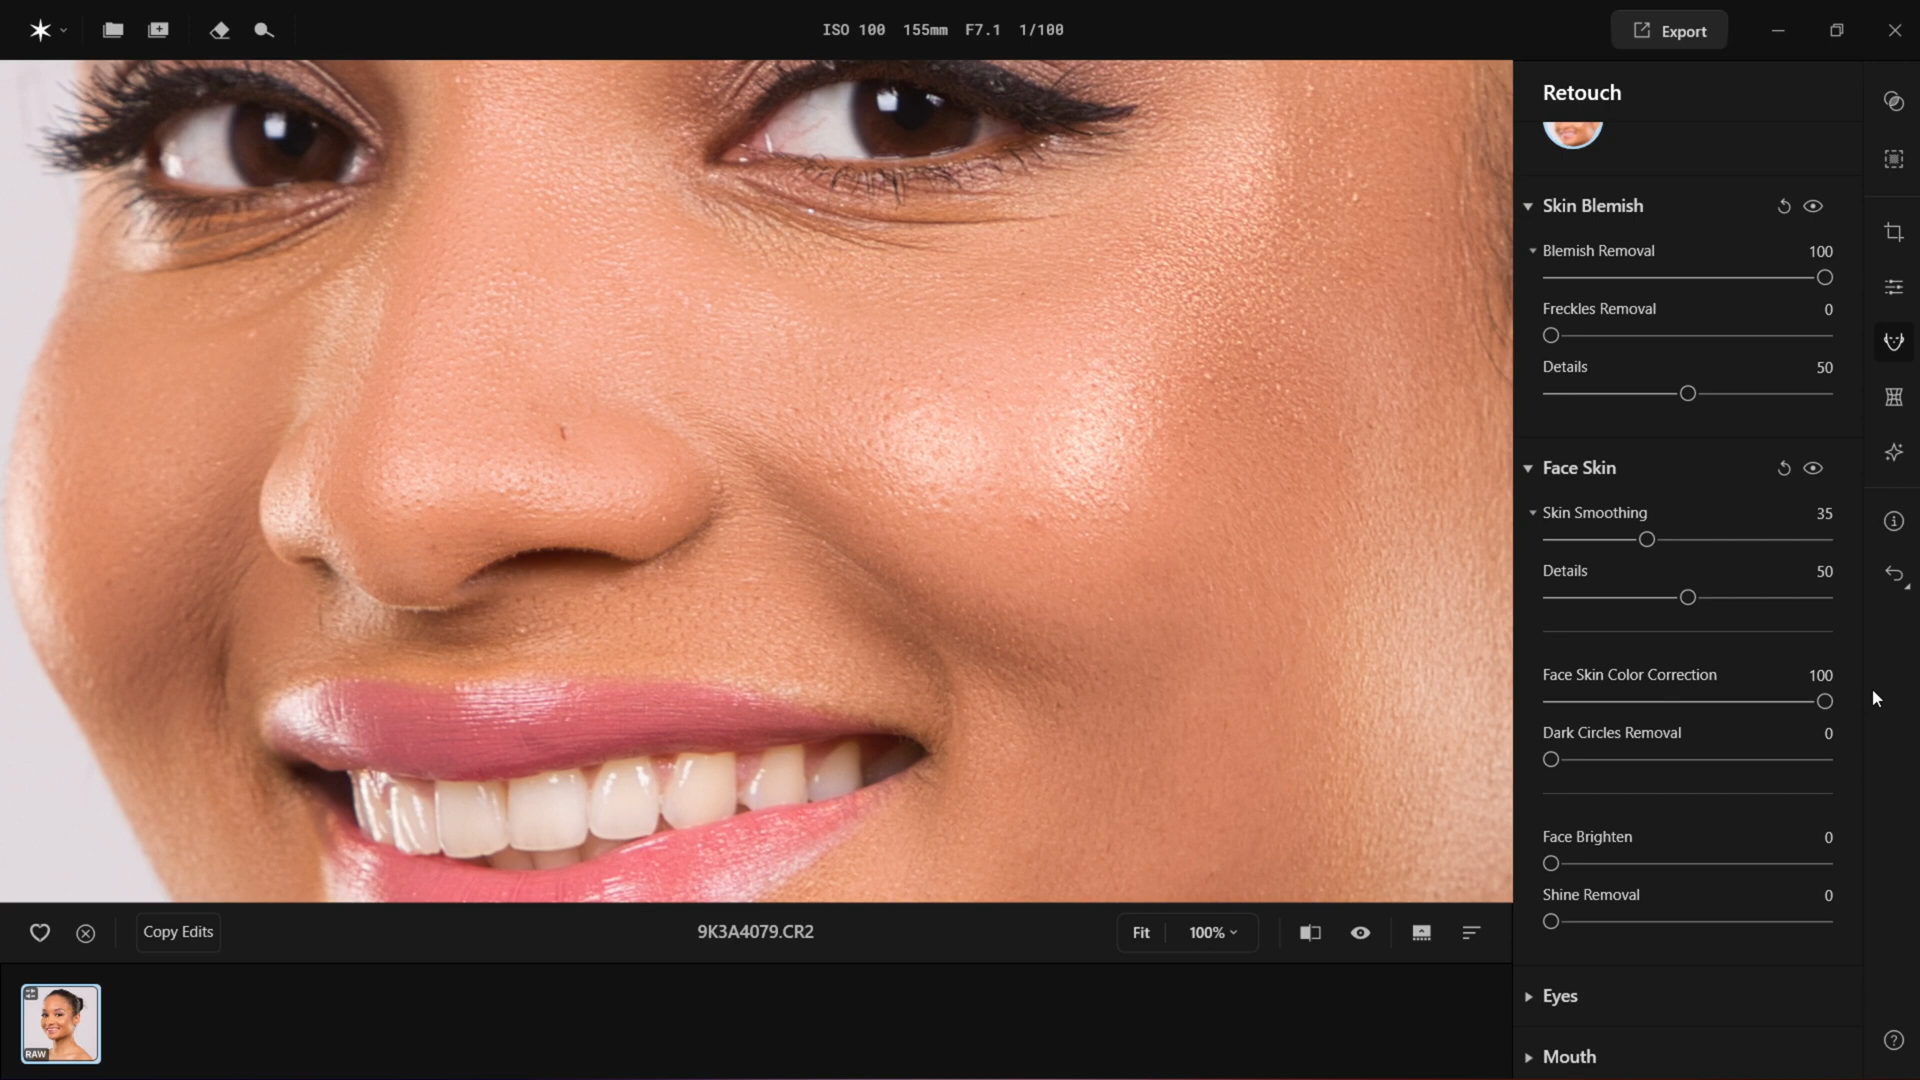 ISO 100 155mm F7.1 1/100
Export
Retouch
Skin Blemish
Blemish Removal 100
Freckles Removal 0
Details 50
Face Skin
Skin Smoothing 35
Details 50
Face Skin Color Correction 100
Dark Circles Removal 0
Face Brighten 0
Shine Removal 0
Eyes
Mouth
Copy Edits
9K3A4079.CR2
Fit 100%
RAW